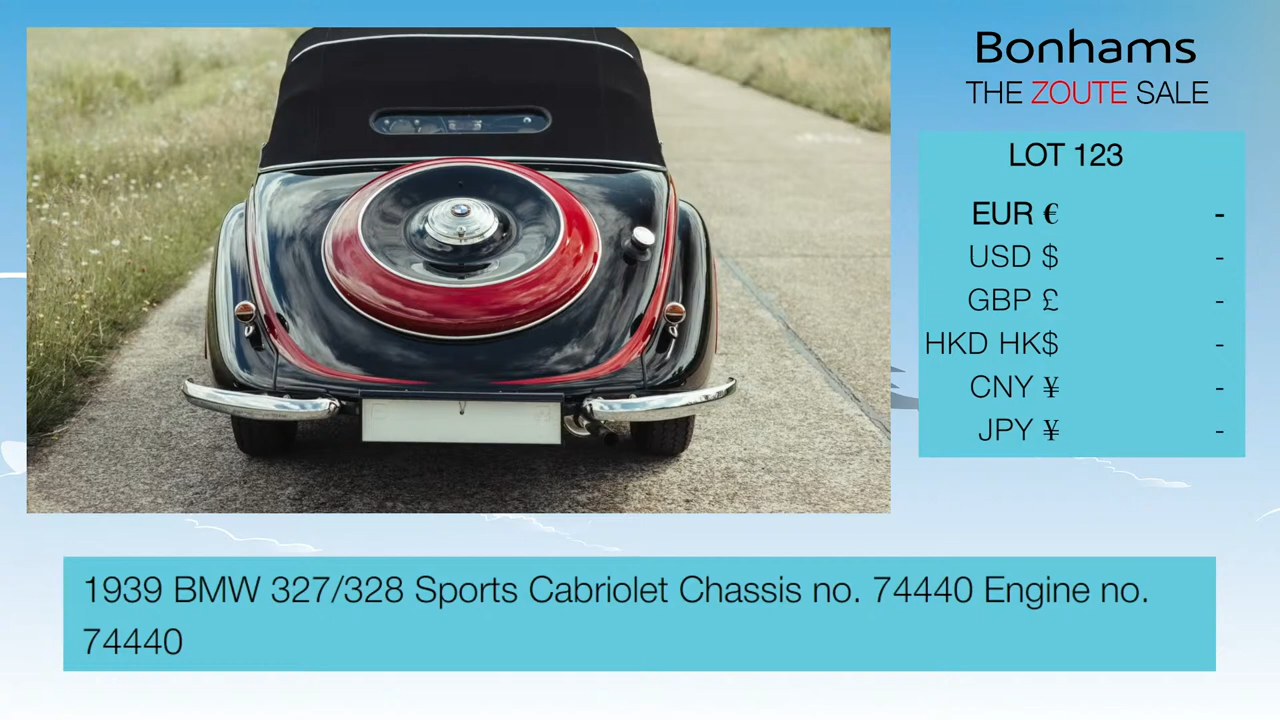 Bonhams
THE ZOUTE SALE
LOT 123
EUR € -
USD $ -
GBP £ -
HKD HK$ -
CNY ¥ -
JPY ¥ -
1939 BMW 327/328 Sports Cabriolet Chassis no. 74440 Engine no.
74440